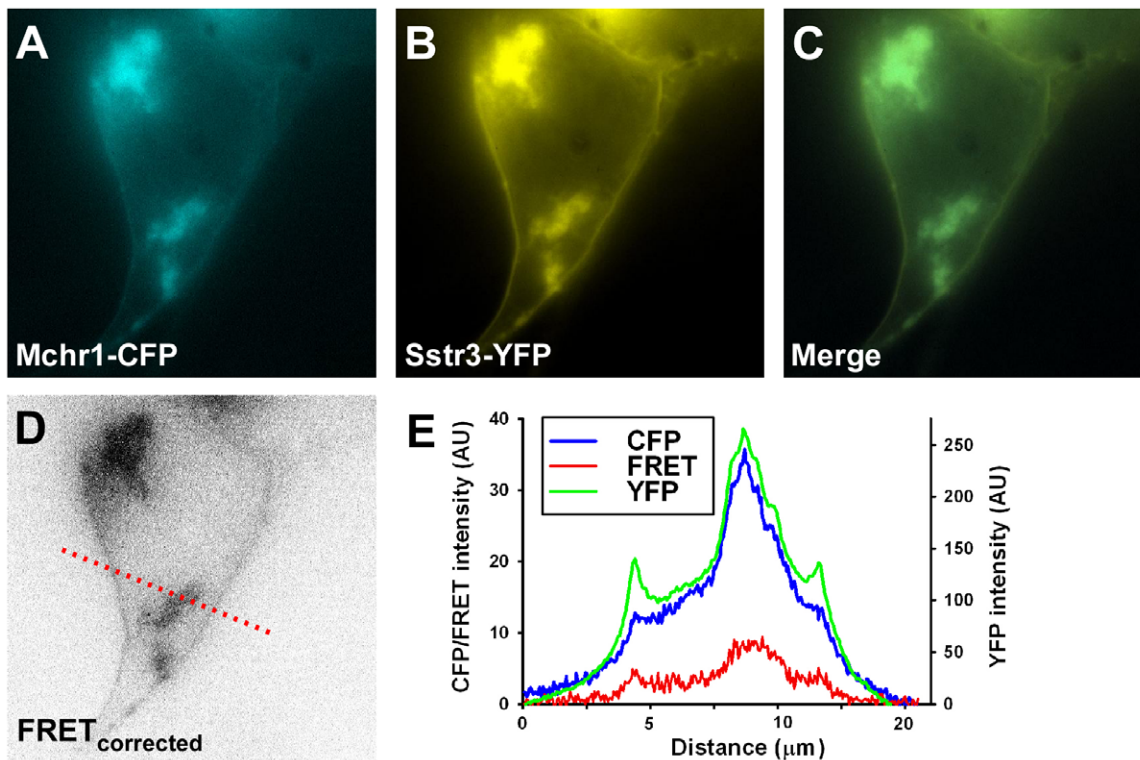 A
Mchr1-CFP
B
Sstr3-YFP
C
Merge
D
FRETcorrected
E
CFP
FRET
YFP
CFP/FRET intensity (AU)
40
30
20
10
0
YFP intensity (AU)
250
200
150
100
50
0
0 5 10 20
Distance (μm)